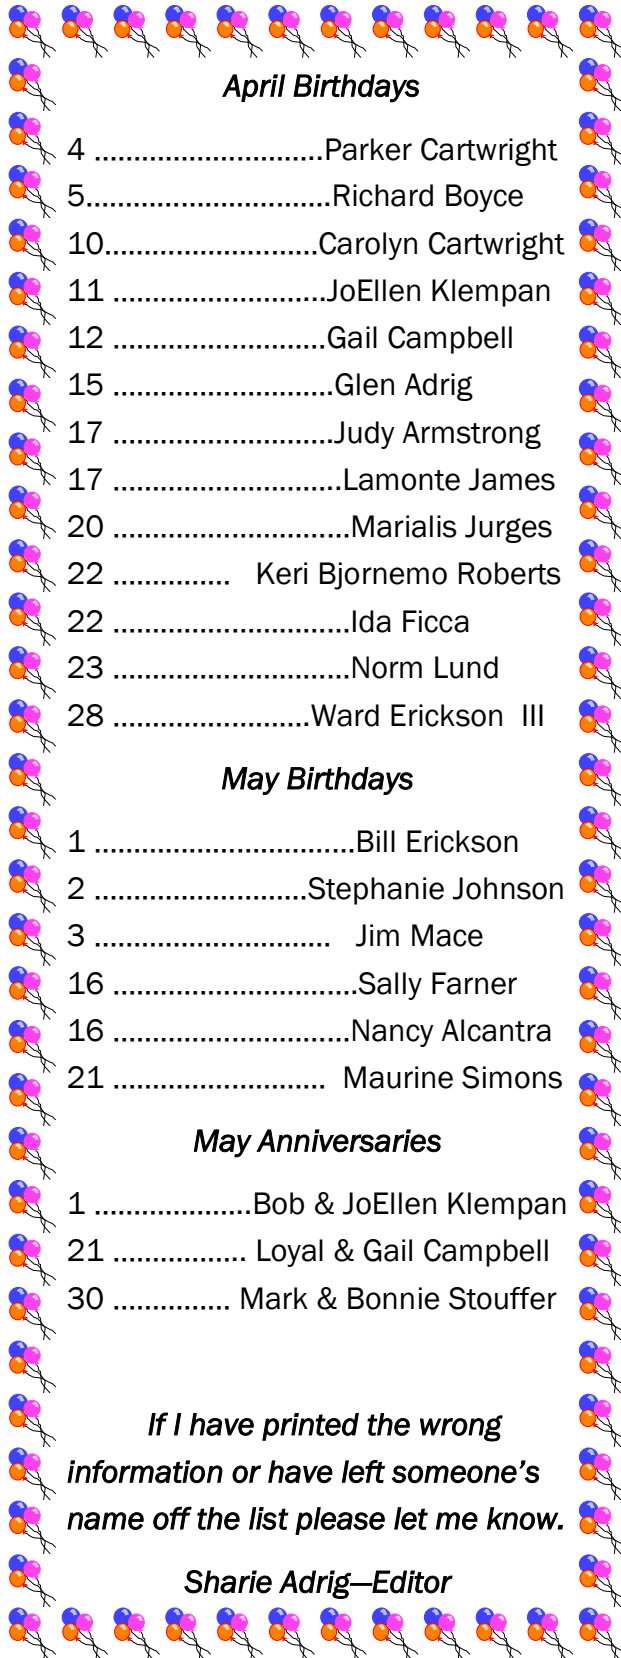 April Birthdays
4 .............................Parker Cartwright
5...............................Richard Boyce
10...........................Carolyn Cartwright
11 ...........................JoEllen Klempan
12 ...........................Gail Campbell
15 ............................Glen Adrig
17 ............................Judy Armstrong
17 .............................Lamonte James
20 ..............................Marialis Jurges
22 ............... Keri Bjornemo Roberts
22 ..............................Ida Ficca
23 ..............................Norm Lund
28 .........................Ward Erickson III
May Birthdays
1 .................................Bill Erickson
2 ...........................Stephanie Johnson
3 .............................. Jim Mace
16 ...............................Sally Farner
16 ..............................Nancy Alcantra
21 ........................... Maurine Simons
May Anniversaries
1 ....................Bob & JoEllen Klempan
21 ................. Loyal & Gail Campbell
30 ............... Mark & Bonnie Stouffer
If I have printed the wrong
information or have left someone’s
name off the list please let me know.
Sharie Adrig—Editor